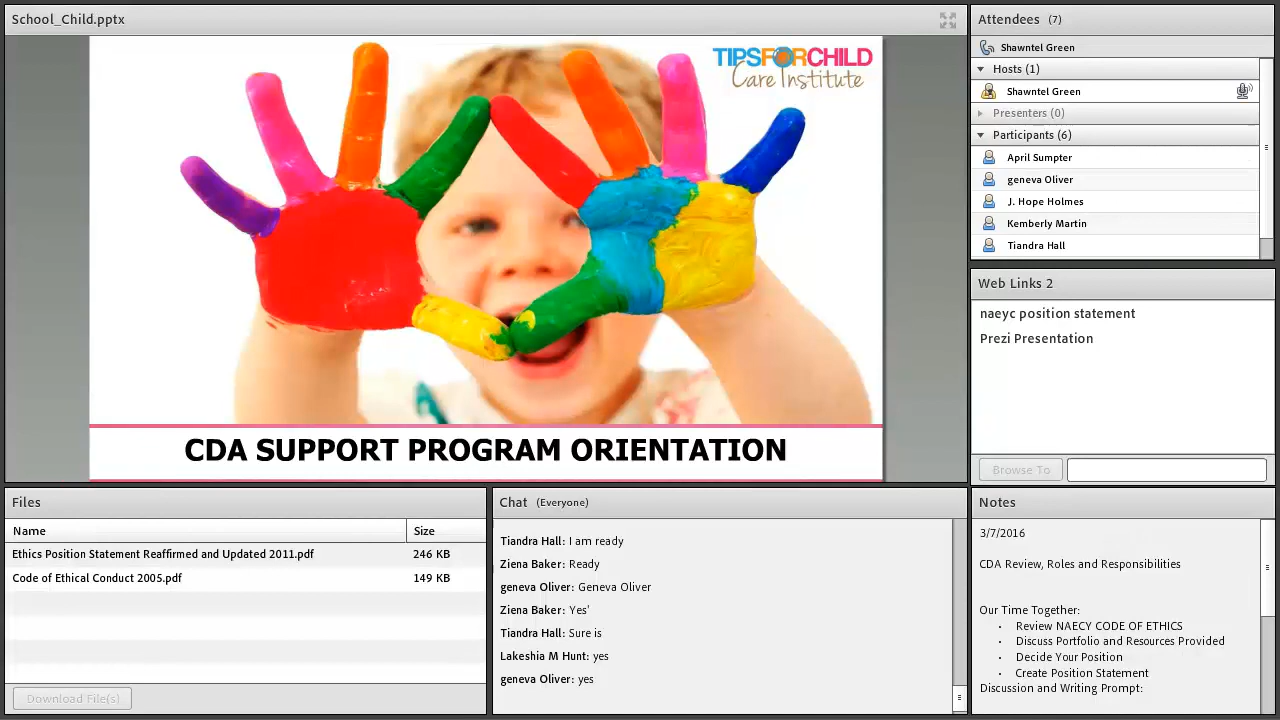 School_Child.pptx
TIPSFORCHILD
Care Institute
CDA SUPPORT PROGRAM ORIENTATION
Attendees (7)
Shawntel Green
Hosts (1)
Shawntel Green
Presenters (0)
Participants (6)
April Sumpter
geneva Oliver
J. Hope Holmes
Kemberly Martin
Tiandra Hall
Web Links 2
naeyc position statement
Prezi Presentation
Browse To
Files
Name Size
Ethics Position Statement Reaffirmed and Updated 2011.pdf 246 KB
Code of Ethical Conduct 2005.pdf 149 KB
Download File(s)
Chat (Everyone)
Tiandra Hall: I am ready
Ziena Baker: Ready
geneva Oliver: Geneva Oliver
Ziena Baker: Yes'
Tiandra Hall: Sure is
Lakeshia M Hunt: yes
geneva Oliver: yes
Notes
3/7/2016
CDA Review, Roles and Responsibilities
Our Time Together:
• Review NAECY CODE OF ETHICS
• Discuss Portfolio and Resources Provided
• Decide Your Position
• Create Position Statement
Discussion and Writing Prompt: